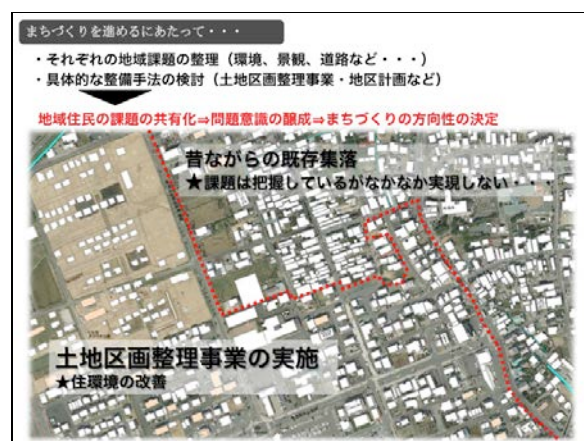 まちづくりを進めるにあたって・・・
・それぞれの地域課題の整理（環境、景観、道路など・・・）
・具体的な整備手法の検討（土地区画整理事業・地区計画など）
地域住民の課題の共有化⇒問題意識の醸成⇒まちづくりの方向性の決定
昔ながらの既存集落
★課題は把握しているがなかなか実現しない・・・
土地区画整理事業の実施
★住環境の改善